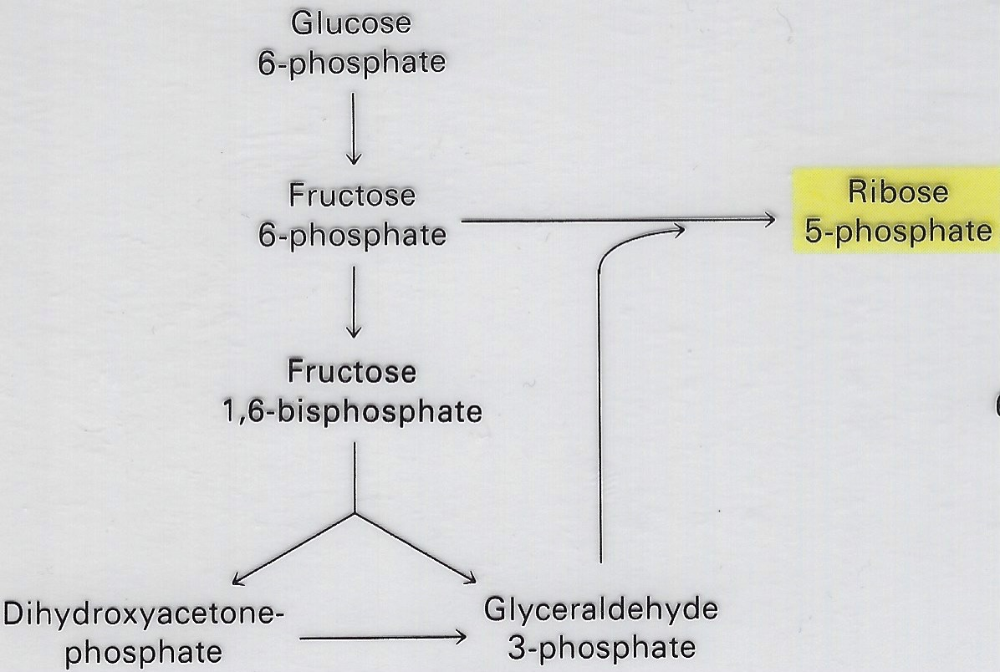 Glucose
6-phosphate
Fructose
6-phosphate
Ribose
5-phosphate
Fructose
1,6-bisphosphate
Dihydroxyacetone-
phosphate
Glyceraldehyde
3-phosphate